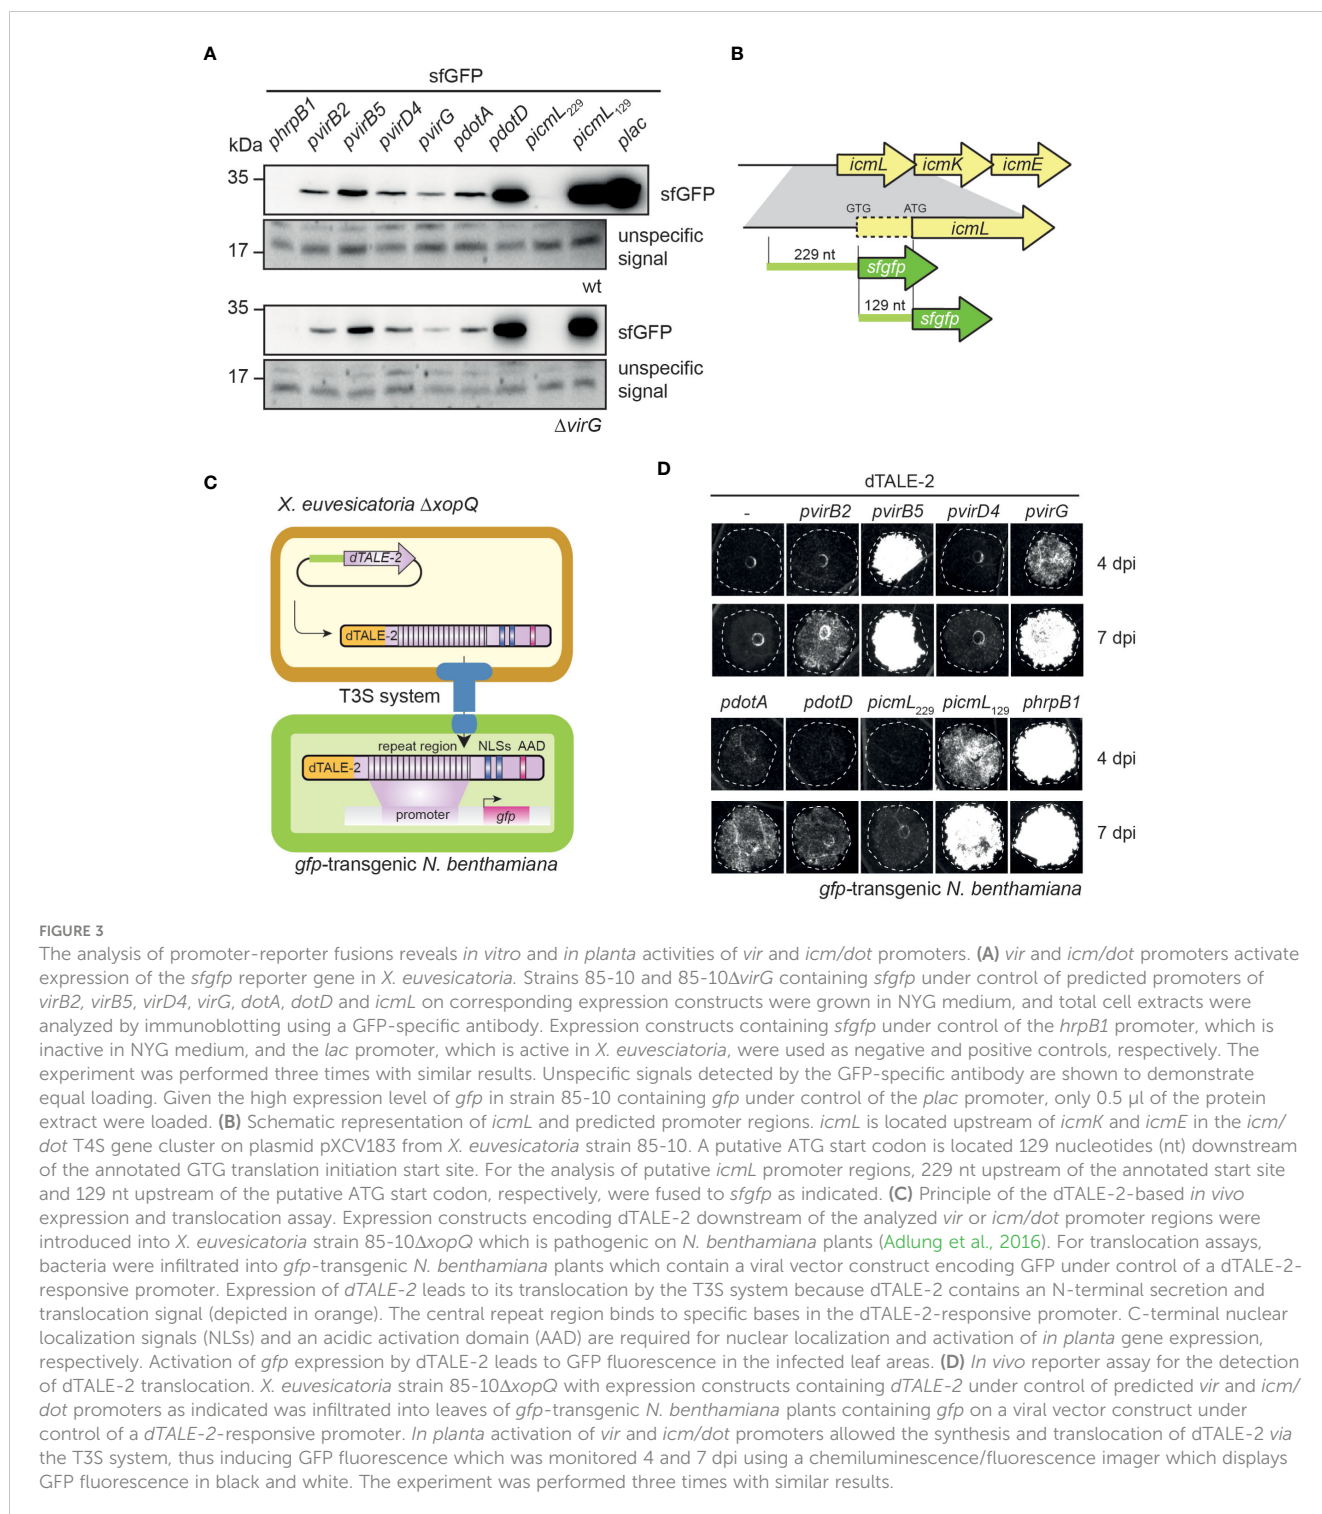 A
sfGFP
phrpB1
pvirB2
pvirB5
pvirD4
pvirG
pdotA
pdotD
picmL229
picmL129
plac
kDa
35
sfGFP
17
unspecific
signal
wt
35
sfGFP
17
unspecific
signal
ΔvirG
B
icmL
icmK
icmE
GTG
ATG
icmL
229 nt
sfgfp
129 nt
sfgfp
C
X. euvesicatoria ΔxopQ
dTALE-2
dTALE-2
T3S system
repeat region
NLSs
AAD
dTALE-2
promoter
gfp
gfp-transgenic N. benthamiana
D
dTALE-2
-
pvirB2
pvirB5
pvirD4
pvirG
4 dpi
7 dpi
pdotA
pdotD
picmL229
picmL129
phrpB1
4 dpi
7 dpi
gfp-transgenic N. benthamiana
FIGURE 3
The analysis of promoter-reporter fusions reveals in vitro and in planta activities of vir and icm/dot promoters. (A) vir and icm/dot promoters activate
expression of the sfgfp reporter gene in X. euvesicatoria. Strains 85-10 and 85-10ΔvirG containing sfgfp under control of predicted promoters of
virB2, virB5, virD4, virG, dotA, dotD and icmL on corresponding expression constructs were grown in NYG medium, and total cell extracts were
analyzed by immunoblotting using a GFP-specific antibody. Expression constructs containing sfgfp under control of the hrpB1 promoter, which is
inactive in NYG medium, and the lac promoter, which is active in X. euvesciatoria, were used as negative and positive controls, respectively. The
experiment was performed three times with similar results. Unspecific signals detected by the GFP-specific antibody are shown to demonstrate
equal loading. Given the high expression level of gfp in strain 85-10 containing gfp under control of the plac promoter, only 0.5 µl of the protein
extract were loaded. (B) Schematic representation of icmL and predicted promoter regions. icmL is located upstream of icmK and icmE in the icm/
dot T4S gene cluster on plasmid pXCV183 from X. euvesicatoria strain 85-10. A putative ATG start codon is located 129 nucleotides (nt) downstream
of the annotated GTG translation initiation start site. For the analysis of putative icmL promoter regions, 229 nt upstream of the annotated start site
and 129 nt upstream of the putative ATG start codon, respectively, were fused to sfgfp as indicated. (C) Principle of the dTALE-2-based in vivo
expression and translocation assay. Expression constructs encoding dTALE-2 downstream of the analyzed vir or icm/dot promoter regions were
introduced into X. euvesicatoria strain 85-10ΔxopQ which is pathogenic on N. benthamiana plants (Adlung et al., 2016). For translocation assays,
bacteria were infiltrated into gfp-transgenic N. benthamiana plants which contain a viral vector construct encoding GFP under control of a dTALE-2-
responsive promoter. Expression of dTALE-2 leads to its translocation by the T3S system because dTALE-2 contains an N-terminal secretion and
translocation signal (depicted in orange). The central repeat region binds to specific bases in the dTALE-2-responsive promoter. C-terminal nuclear
localization signals (NLSs) and an acidic activation domain (AAD) are required for nuclear localization and activation of in planta gene expression,
respectively. Activation of gfp expression by dTALE-2 leads to GFP fluorescence in the infected leaf areas. (D) In vivo reporter assay for the detection
of dTALE-2 translocation. X. euvesicatoria strain 85-10ΔxopQ with expression constructs containing dTALE-2 under control of predicted vir and icm/
dot promoters as indicated was infiltrated into leaves of gfp-transgenic N. benthamiana plants containing gfp on a viral vector construct under
control of a dTALE-2-responsive promoter. In planta activation of vir and icm/dot promoters allowed the synthesis and translocation of dTALE-2 via
the T3S system, thus inducing GFP fluorescence which was monitored 4 and 7 dpi using a chemiluminescence/fluorescence imager which displays
GFP fluorescence in black and white. The experiment was performed three times with similar results.